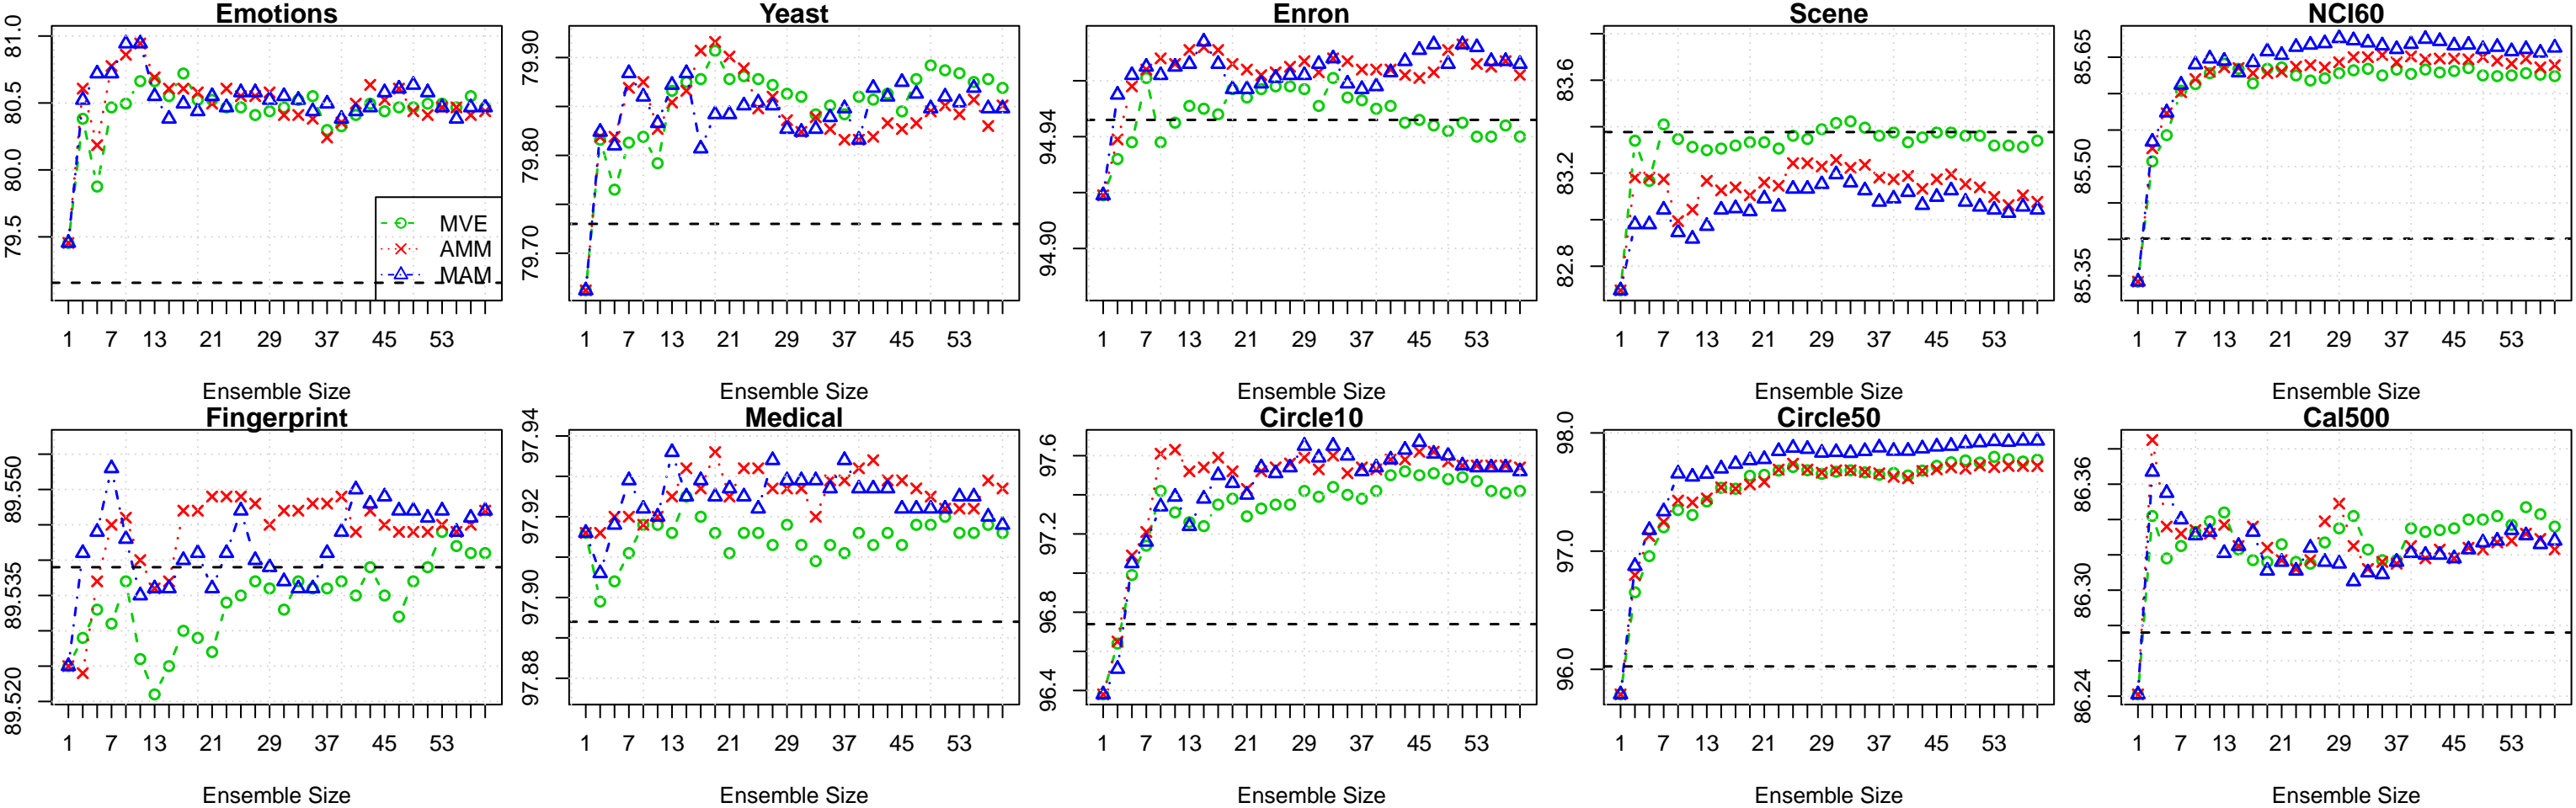 Emotions
81.0
80.5
80.0
79.5
MVE
AMM
MAM
1 7 13 21 29 37 45 53
Ensemble Size
Yeast
79.90
79.80
79.70
1 7 13 21 29 37 45 53
Ensemble Size
Enron
94.94
94.90
1 7 13 21 29 37 45 53
Ensemble Size
Scene
83.6
83.2
82.8
1 7 13 21 29 37 45 53
Ensemble Size
NCI60
85.65
85.50
85.35
1 7 13 21 29 37 45 53
Ensemble Size
Fingerprint
89.550
89.535
89.520
1 7 13 21 29 37 45 53
Ensemble Size
Medical
97.94
97.92
97.90
97.88
1 7 13 21 29 37 45 53
Ensemble Size
Circle10
97.6
97.2
96.8
96.4
1 7 13 21 29 37 45 53
Ensemble Size
Circle50
98.0
97.0
96.0
1 7 13 21 29 37 45 53
Ensemble Size
Cal500
86.36
86.30
86.24
1 7 13 21 29 37 45 53
Ensemble Size